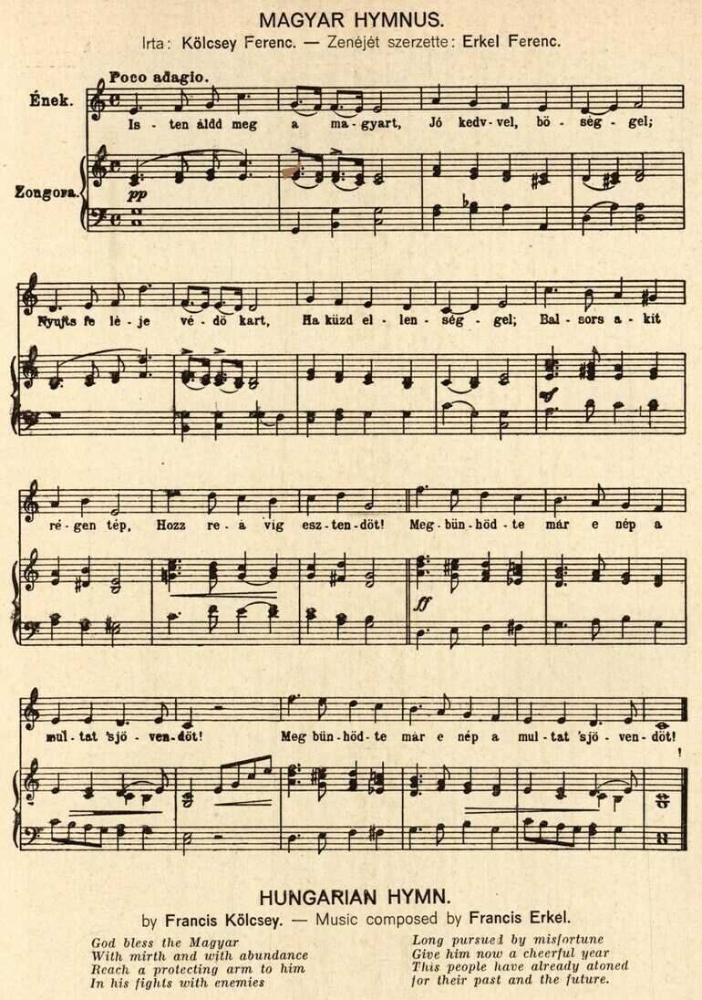 MAGYAR HYMNUS.
Irta: Kölcsey Ferenc. — Zenéjét szerzette: Erkel Ferenc.
Poco adagio.
Ének.
Is - ten áldd meg a ma - gyart, Jó kedv - vel, bö - ség - gel;
Zongora.
pp
Nyujts fe lé - je vé - dö kart, Ha küzd el - len - ség - gel; Bal - sors a - kit
mf
ré - gen tép, Hozz re - á víg esz - ten - döt! Meg - bün - höd - te már e nép a
ff
mul - tat 'sjö - ven - döt! Meg bün - höd - te már e nép a mul - tat 'sjö - ven - döt!
HUNGARIAN HYMN.
by Francis Kölcsey. — Music composed by Francis Erkel.
God bless the Magyar
With mirth and with abundance
Reach a protecting arm to him
In his fights with enemies
Long pursued by misfortune
Give him now a cheerful year
This people have already atoned
for their past and the future.